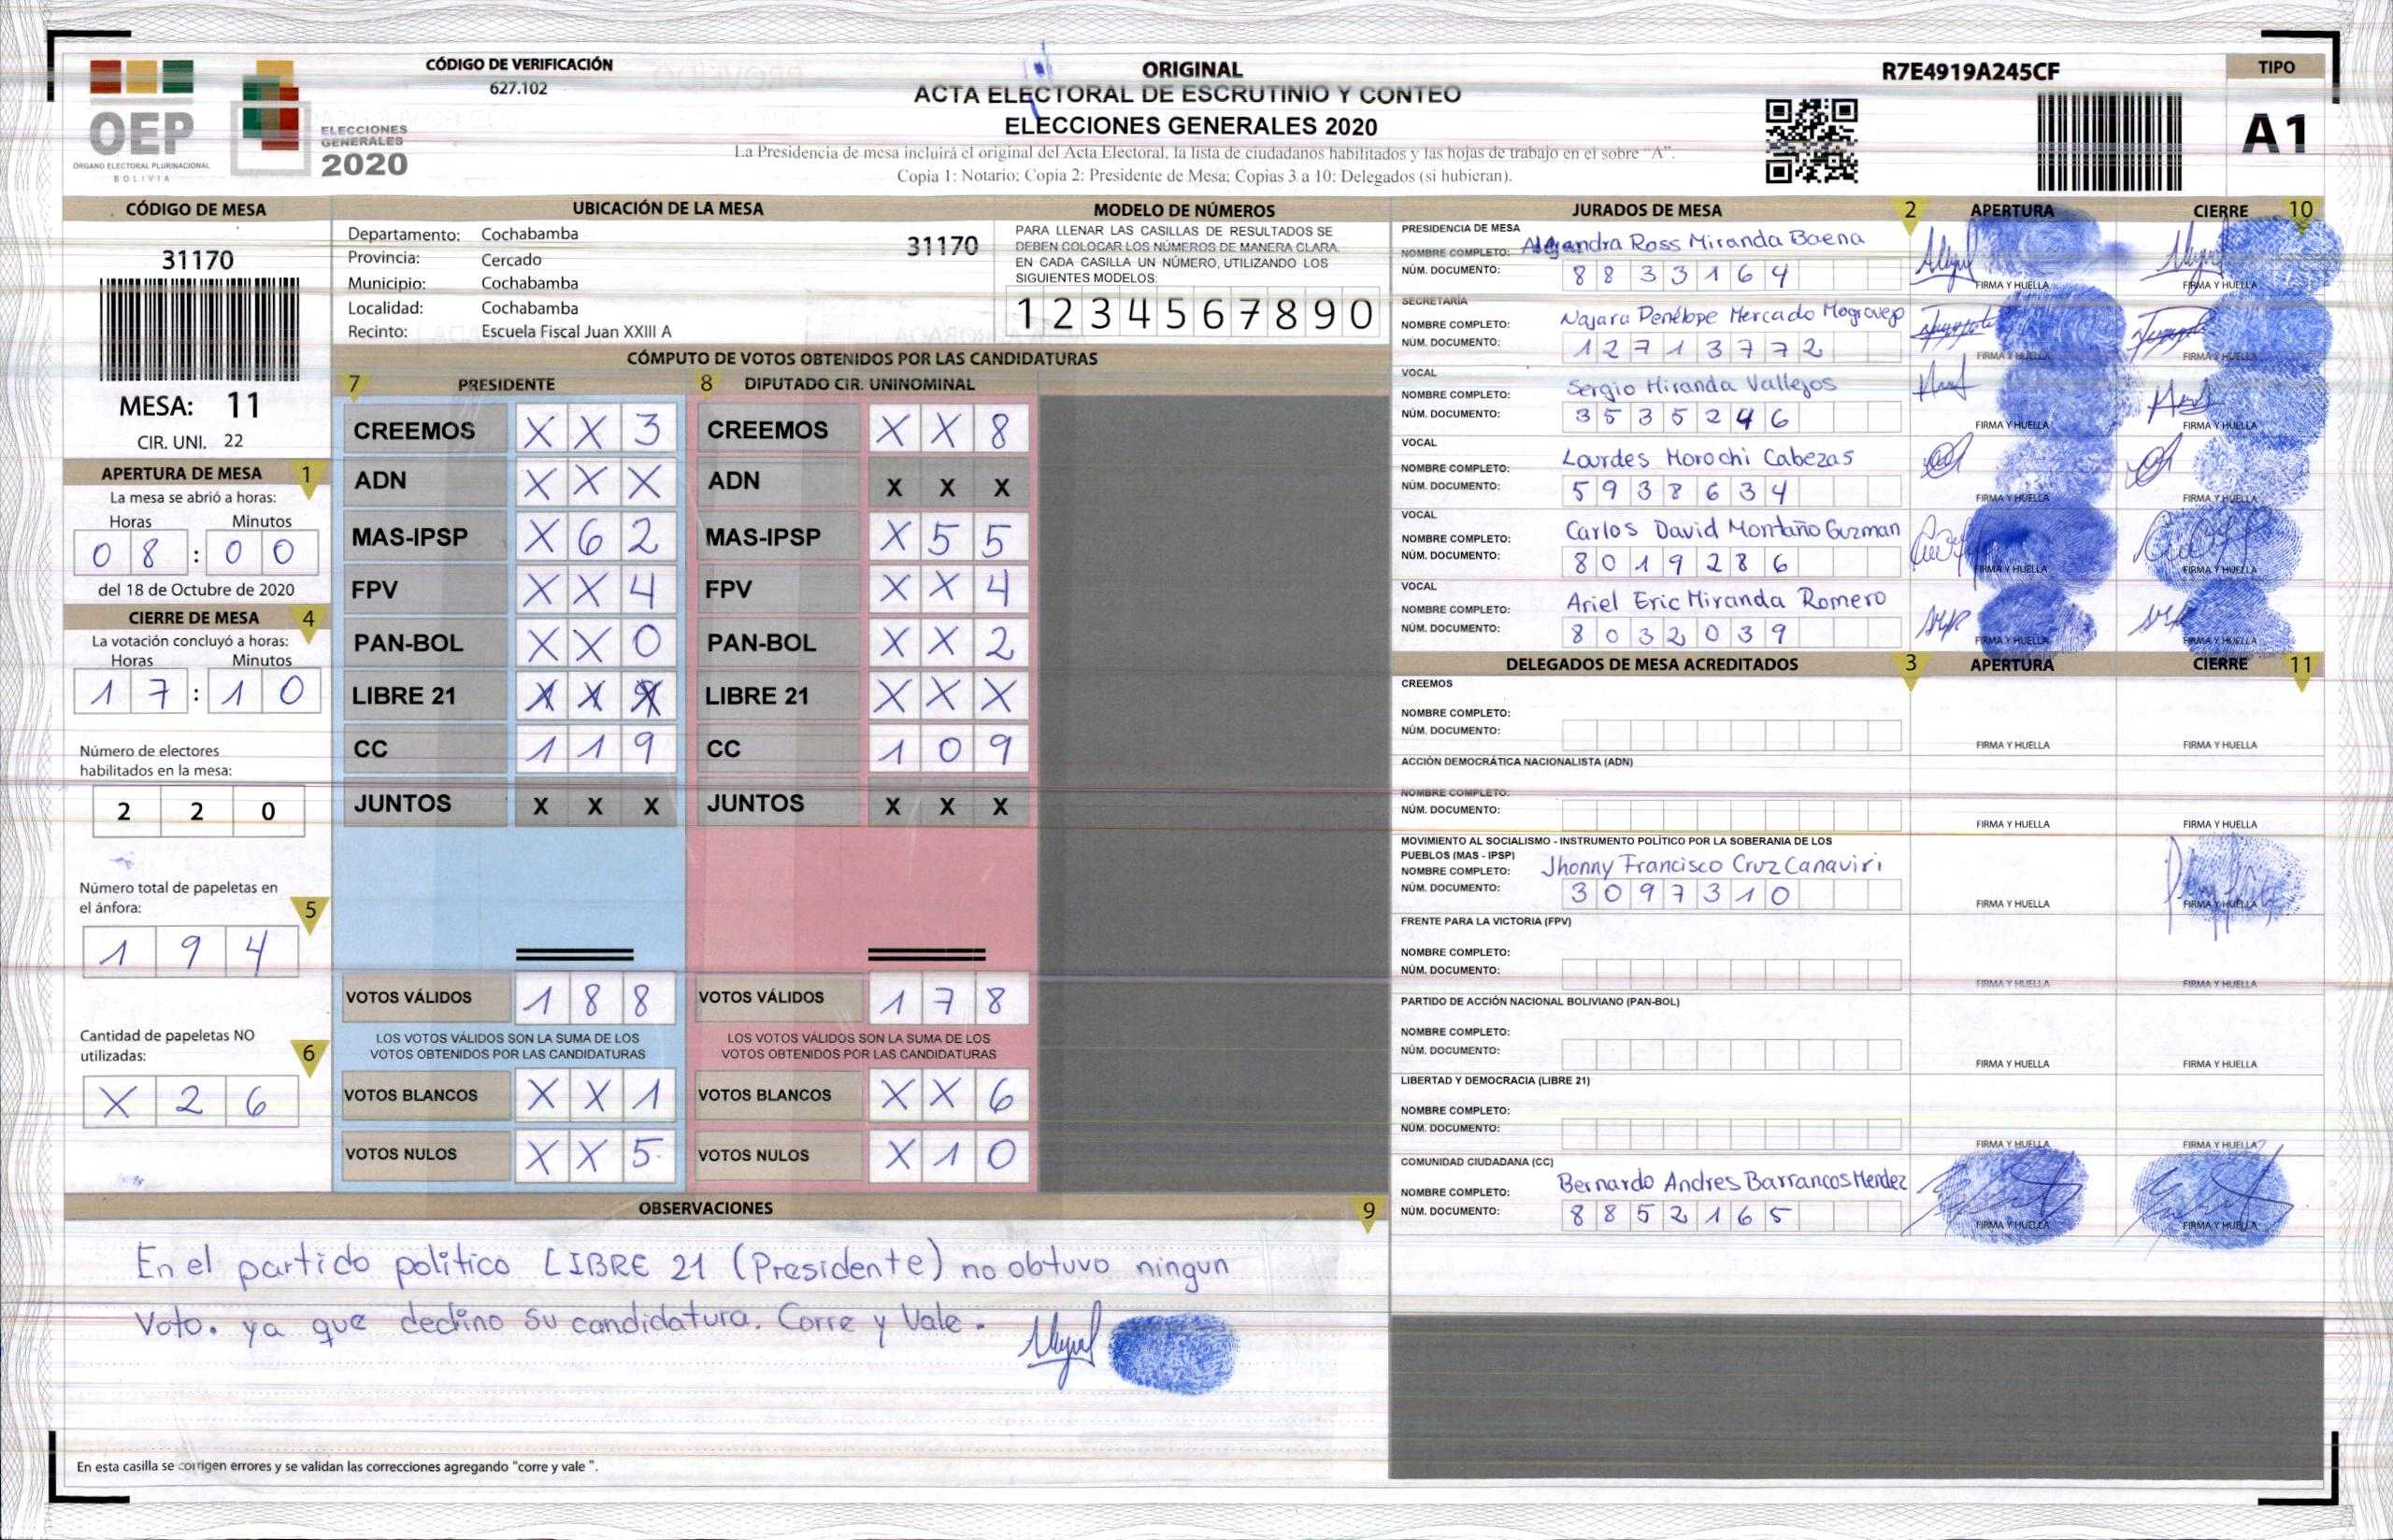 CÓDIGO DE VERIFICACIÓN
627.102
OEP
ÓRGANO ELECTORAL PLURINACIONAL
BOLIVIA
ELECCIONES
GENERALES
2020
ORIGINAL
ACTA ELECTORAL DE ESCRUTINIO Y CONTEO
ELECCIONES GENERALES 2020
La Presidencia de mesa incluirá el original del Acta Electoral, la lista de ciudadanos habilitados y las hojas de trabajo en el sobre "A".
Copia 1: Notario; Copia 2: Presidente de Mesa; Copias 3 a 10: Delegados (si hubieran).
R7E4919A245CF
TIPO
A1
CÓDIGO DE MESA
31170
MESA: 11
CIR. UNI. 22
APERTURA DE MESA 1
La mesa se abrió a horas:
Horas Minutos
0 8 : 0 0
del 18 de Octubre de 2020
CIERRE DE MESA 4
La votación concluyó a horas:
Horas Minutos
1 7 : 1 0
Número de electores
habilitados en la mesa:
2 2 0
Número total de papeletas en
el ánfora: 5
1 9 4
Cantidad de papeletas NO
utilizadas: 6
X 2 6
UBICACIÓN DE LA MESA
Departamento: Cochabamba 31170
Provincia: Cercado
Municipio: Cochabamba
Localidad: Cochabamba
Recinto: Escuela Fiscal Juan XXIII A
MODELO DE NÚMEROS
PARA LLENAR LAS CASILLAS DE RESULTADOS SE
DEBEN COLOCAR LOS NÚMEROS DE MANERA CLARA.
EN CADA CASILLA UN NÚMERO, UTILIZANDO LOS
SIGUIENTES MODELOS:
1 2 3 4 5 6 7 8 9 0
CÓMPUTO DE VOTOS OBTENIDOS POR LAS CANDIDATURAS
7 PRESIDENTE 8 DIPUTADO CIR. UNINOMINAL
CREEMOS X X 3 CREEMOS X X 8
ADN X X X ADN X X X
MAS-IPSP X 6 2 MAS-IPSP X 5 5
FPV X X 4 FPV X X 4
PAN-BOL X X 0 PAN-BOL X X 2
LIBRE 21 X X X LIBRE 21 X X X
CC 1 1 9 CC 1 0 9
JUNTOS X X X JUNTOS X X X
VOTOS VÁLIDOS 1 8 8 VOTOS VÁLIDOS 1 7 8
LOS VOTOS VÁLIDOS SON LA SUMA DE LOS LOS VOTOS VÁLIDOS SON LA SUMA DE LOS
VOTOS OBTENIDOS POR LAS CANDIDATURAS VOTOS OBTENIDOS POR LAS CANDIDATURAS
VOTOS BLANCOS X X 1 VOTOS BLANCOS X X 6
VOTOS NULOS X X 5 VOTOS NULOS X 1 0
OBSERVACIONES 9
En el partido político LIBRE 21 (Presidente) no obtuvo ningun
Voto. ya que declino su candidatura. Corre y Vale.
En esta casilla se corrigen errores y se validan las correcciones agregando "corre y vale ".
JURADOS DE MESA 2 APERTURA CIERRE 10
PRESIDENCIA DE MESA
NOMBRE COMPLETO: Alejandra Ross Miranda Baena
NÚM. DOCUMENTO: 8 8 3 3 1 6 4
FIRMA Y HUELLA FIRMA Y HUELLA
SECRETARÍA
NOMBRE COMPLETO: Najara Penélope Mercado Mogrovejo
NÚM. DOCUMENTO: 1 2 7 1 3 7 7 2
FIRMA Y HUELLA FIRMA Y HUELLA
VOCAL
NOMBRE COMPLETO: Sergio Miranda Vallejos
NÚM. DOCUMENTO: 3 5 3 5 2 4 6
FIRMA Y HUELLA FIRMA Y HUELLA
VOCAL
NOMBRE COMPLETO: Lourdes Morochi Cabezas
NÚM. DOCUMENTO: 5 9 3 8 6 3 4
FIRMA Y HUELLA FIRMA Y HUELLA
VOCAL
NOMBRE COMPLETO: Carlos David Montaño Guzman
NÚM. DOCUMENTO: 8 0 1 9 2 8 6
FIRMA Y HUELLA FIRMA Y HUELLA
VOCAL
NOMBRE COMPLETO: Ariel Eric Miranda Romero
NÚM. DOCUMENTO: 8 0 3 2 0 3 9
FIRMA Y HUELLA FIRMA Y HUELLA
DELEGADOS DE MESA ACREDITADOS 3 APERTURA CIERRE 11
CREEMOS
NOMBRE COMPLETO:
NÚM. DOCUMENTO:
FIRMA Y HUELLA FIRMA Y HUELLA
ACCIÓN DEMOCRÁTICA NACIONALISTA (ADN)
NOMBRE COMPLETO:
NÚM. DOCUMENTO:
FIRMA Y HUELLA FIRMA Y HUELLA
MOVIMIENTO AL SOCIALISMO - INSTRUMENTO POLÍTICO POR LA SOBERANIA DE LOS
PUEBLOS (MAS - IPSP)
NOMBRE COMPLETO: Jhonny Francisco Cruz Canaviri
NÚM. DOCUMENTO: 3 0 9 7 3 1 0
FIRMA Y HUELLA FIRMA Y HUELLA
FRENTE PARA LA VICTORIA (FPV)
NOMBRE COMPLETO:
NÚM. DOCUMENTO:
FIRMA Y HUELLA FIRMA Y HUELLA
PARTIDO DE ACCIÓN NACIONAL BOLIVIANO (PAN-BOL)
NOMBRE COMPLETO:
NÚM. DOCUMENTO:
FIRMA Y HUELLA FIRMA Y HUELLA
LIBERTAD Y DEMOCRACIA (LIBRE 21)
NOMBRE COMPLETO:
NÚM. DOCUMENTO:
FIRMA Y HUELLA FIRMA Y HUELLA
COMUNIDAD CIUDADANA (CC)
NOMBRE COMPLETO: Bernardo Andres Barrancos Mendez
NÚM. DOCUMENTO: 8 8 5 2 1 6 5
FIRMA Y HUELLA FIRMA Y HUELLA